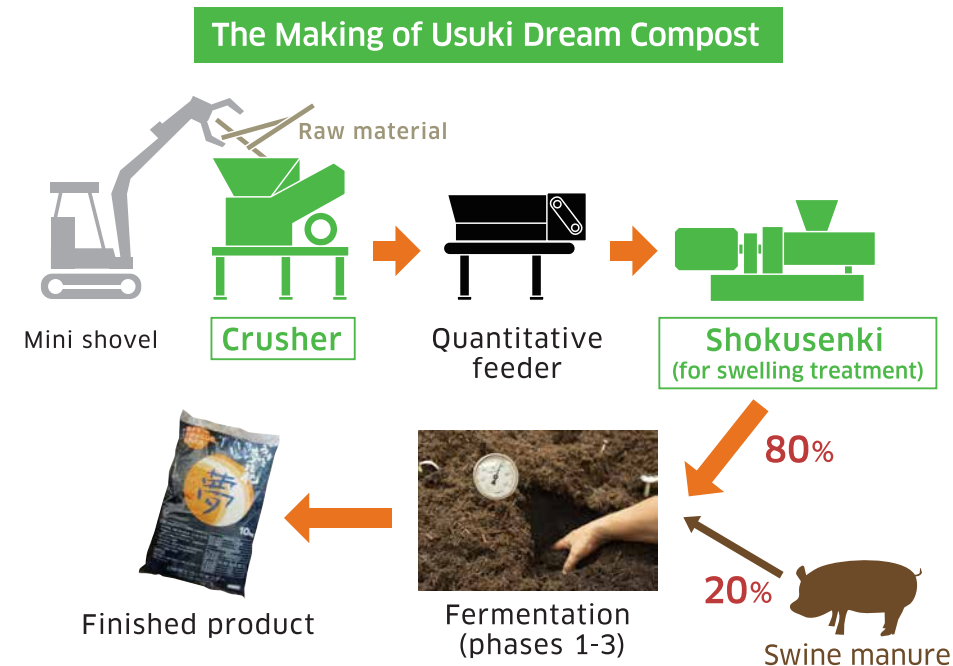 The Making of Usuki Dream Compost
Raw material
Mini shovel
Crusher
Quantitative
feeder
Shokusenki
(for swelling treatment)
80%
20%
Swine manure
Fermentation
(phases 1-3)
夢
10
Finished product